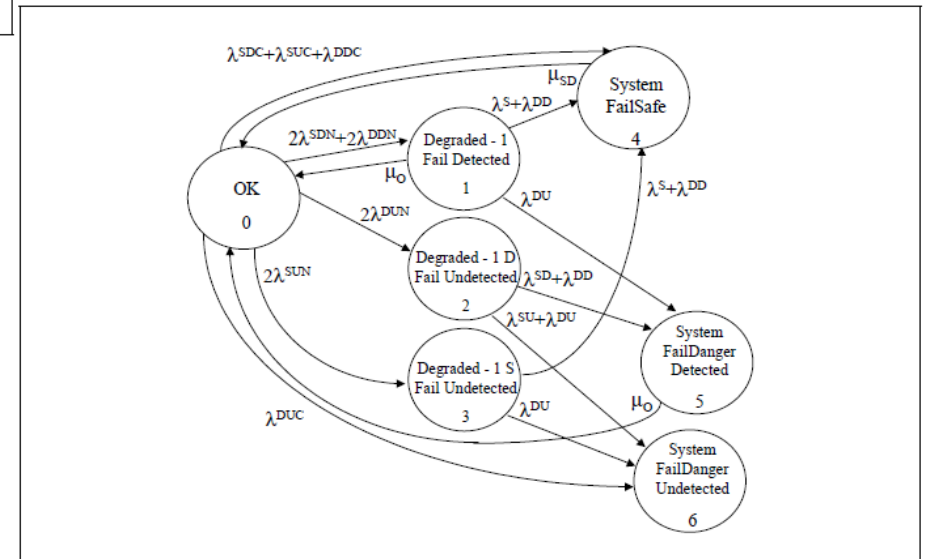 λSDC+λSUC+λDDC
μSD
System
FailSafe
4
λS+λDD
2λSDN+2λDDN
Degraded - 1
Fail Detected
1
μO
OK
0
λS+λDD
λDU
2λDUN
Degraded - 1 D
Fail Undetected
2
λSD+λDD
2λSUN
λSU+λDU
System
FailDanger
Detected
5
Degraded - 1 S
Fail Undetected
3
μO
λDU
λDUC
System
FailDanger
Undetected
6